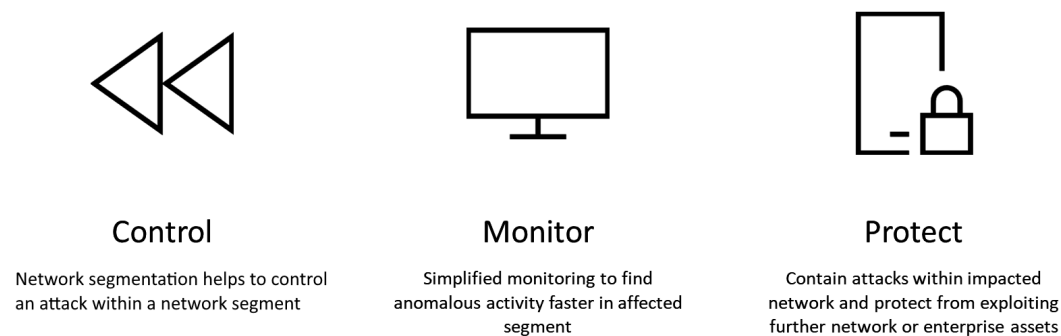 Control
Network segmentation helps to control
an attack within a network segment
Monitor
Simplified monitoring to find
anomalous activity faster in affected
segment
Protect
Contain attacks within impacted
network and protect from exploiting
further network or enterprise assets